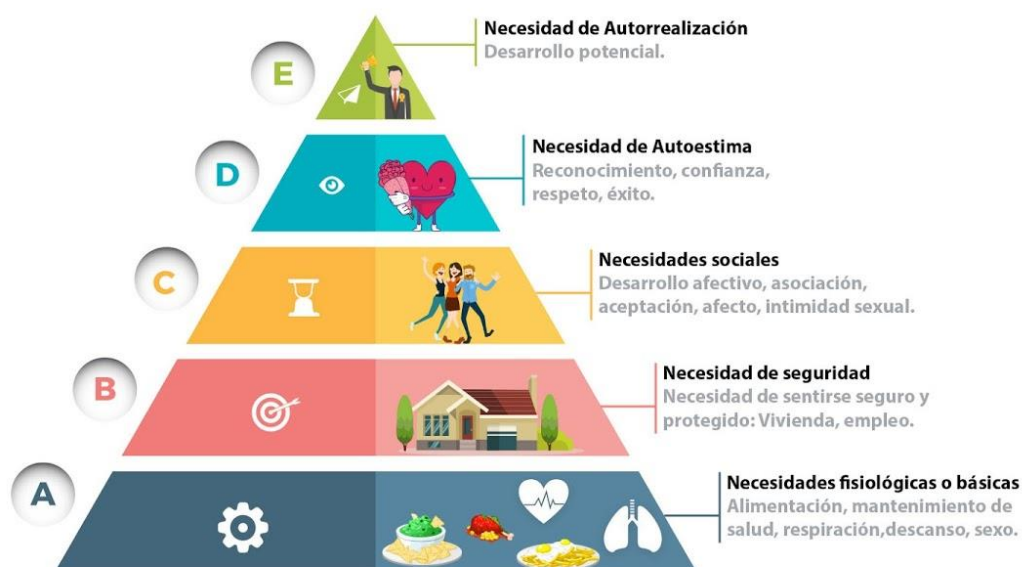 E
Necesidad de Autorrealización
Desarrollo potencial.
D
Necesidad de Autoestima
Reconocimiento, confianza,
respeto, éxito.
C
Necesidades sociales
Desarrollo afectivo, asociación,
aceptación, afecto, intimidad sexual.
B
Necesidad de seguridad
Necesidad de sentirse seguro y
protegido: Vivienda, empleo.
A
Necesidades fisiológicas o básicas
Alimentación, mantenimiento de
salud, respiración,descanso, sexo.